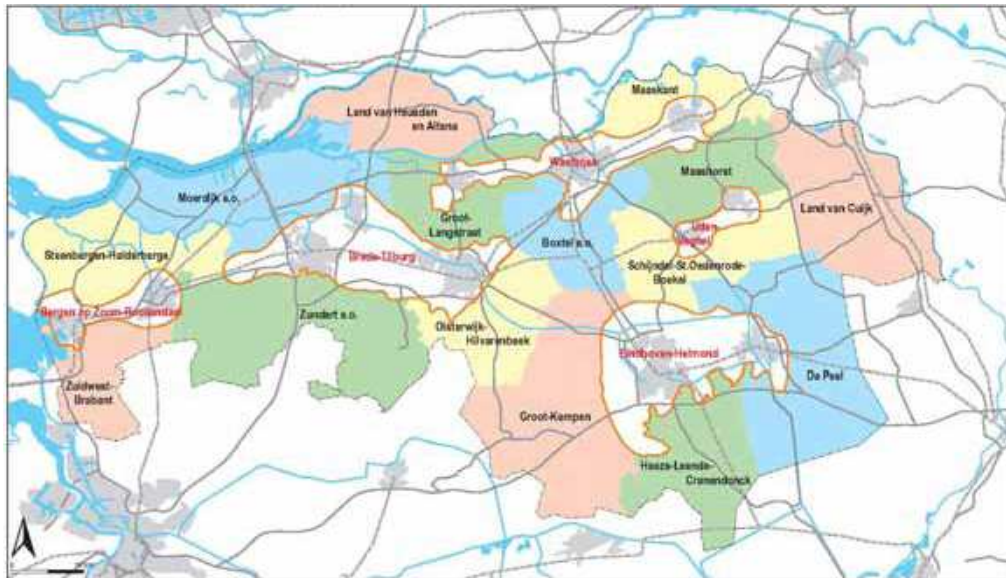 Land van Heusden
en Altena
Maaskant
Waalboss
Maashorst
Moerdijk e.o.
Land van Cuijk
Groot-
Langstraat
Uden
Veghel
Steenbergen-Halderberge
Breda-Tilburg
Boxtel e.o.
Schijndel-St.Oedenrode-
Boekel
Bergen op Zoom-Roosendaal
Zundert e.o.
Oisterwijk-
Hilvarenbeek
Eindhoven-Helmond
De Peel
Zuidwest-
Brabant
Groot-Kempen
Heeze-Leende-
Cranendonck